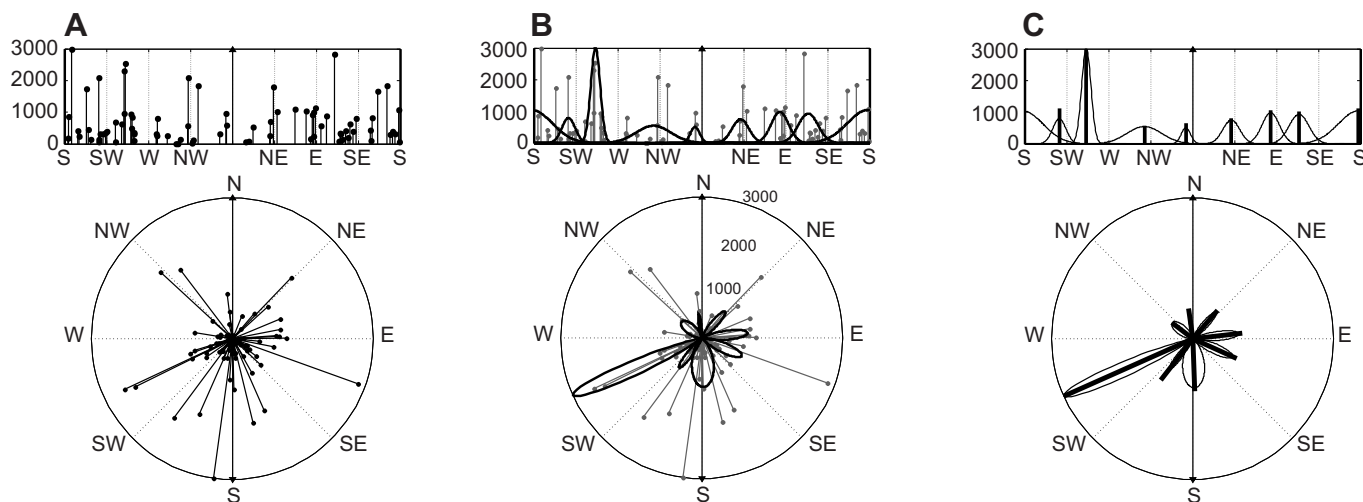 A B C
3000 3000 3000
2000 2000 2000
1000 1000 1000
0 0 0
S SW W NW NE E SE S S SW W NW NE E SE S S SW W NW NE E SE S
N N N
3000
NW NE NW NE NW NE
2000
1000
W E W E W E
SW SE SW SE SW SE
S S S